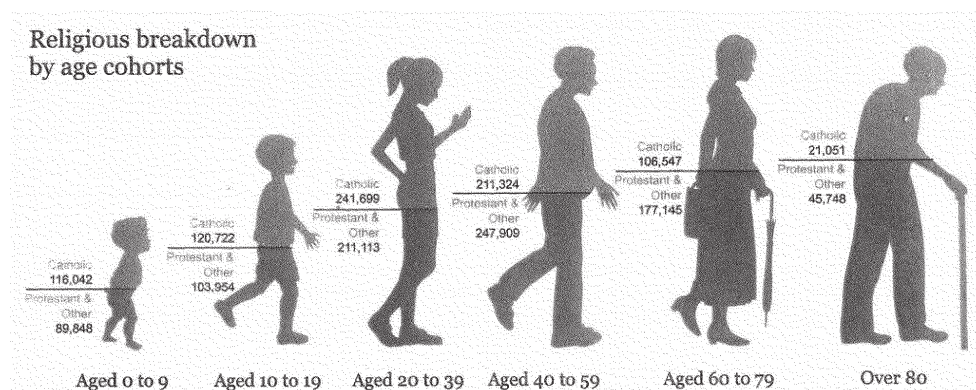 Religious breakdown
by age cohorts
Catholic
116,042
Protestant &
Other
89,848
Aged 0 to 9
Catholic
120,722
Protestant &
Other
103,954
Aged 10 to 19
Catholic
241,699
Protestant &
Other
211,113
Aged 20 to 39
Catholic
211,324
Protestant &
Other
247,909
Aged 40 to 59
Catholic
106,547
Protestant &
Other
177,145
Aged 60 to 79
Catholic
21,051
Protestant &
Other
45,748
Over 80